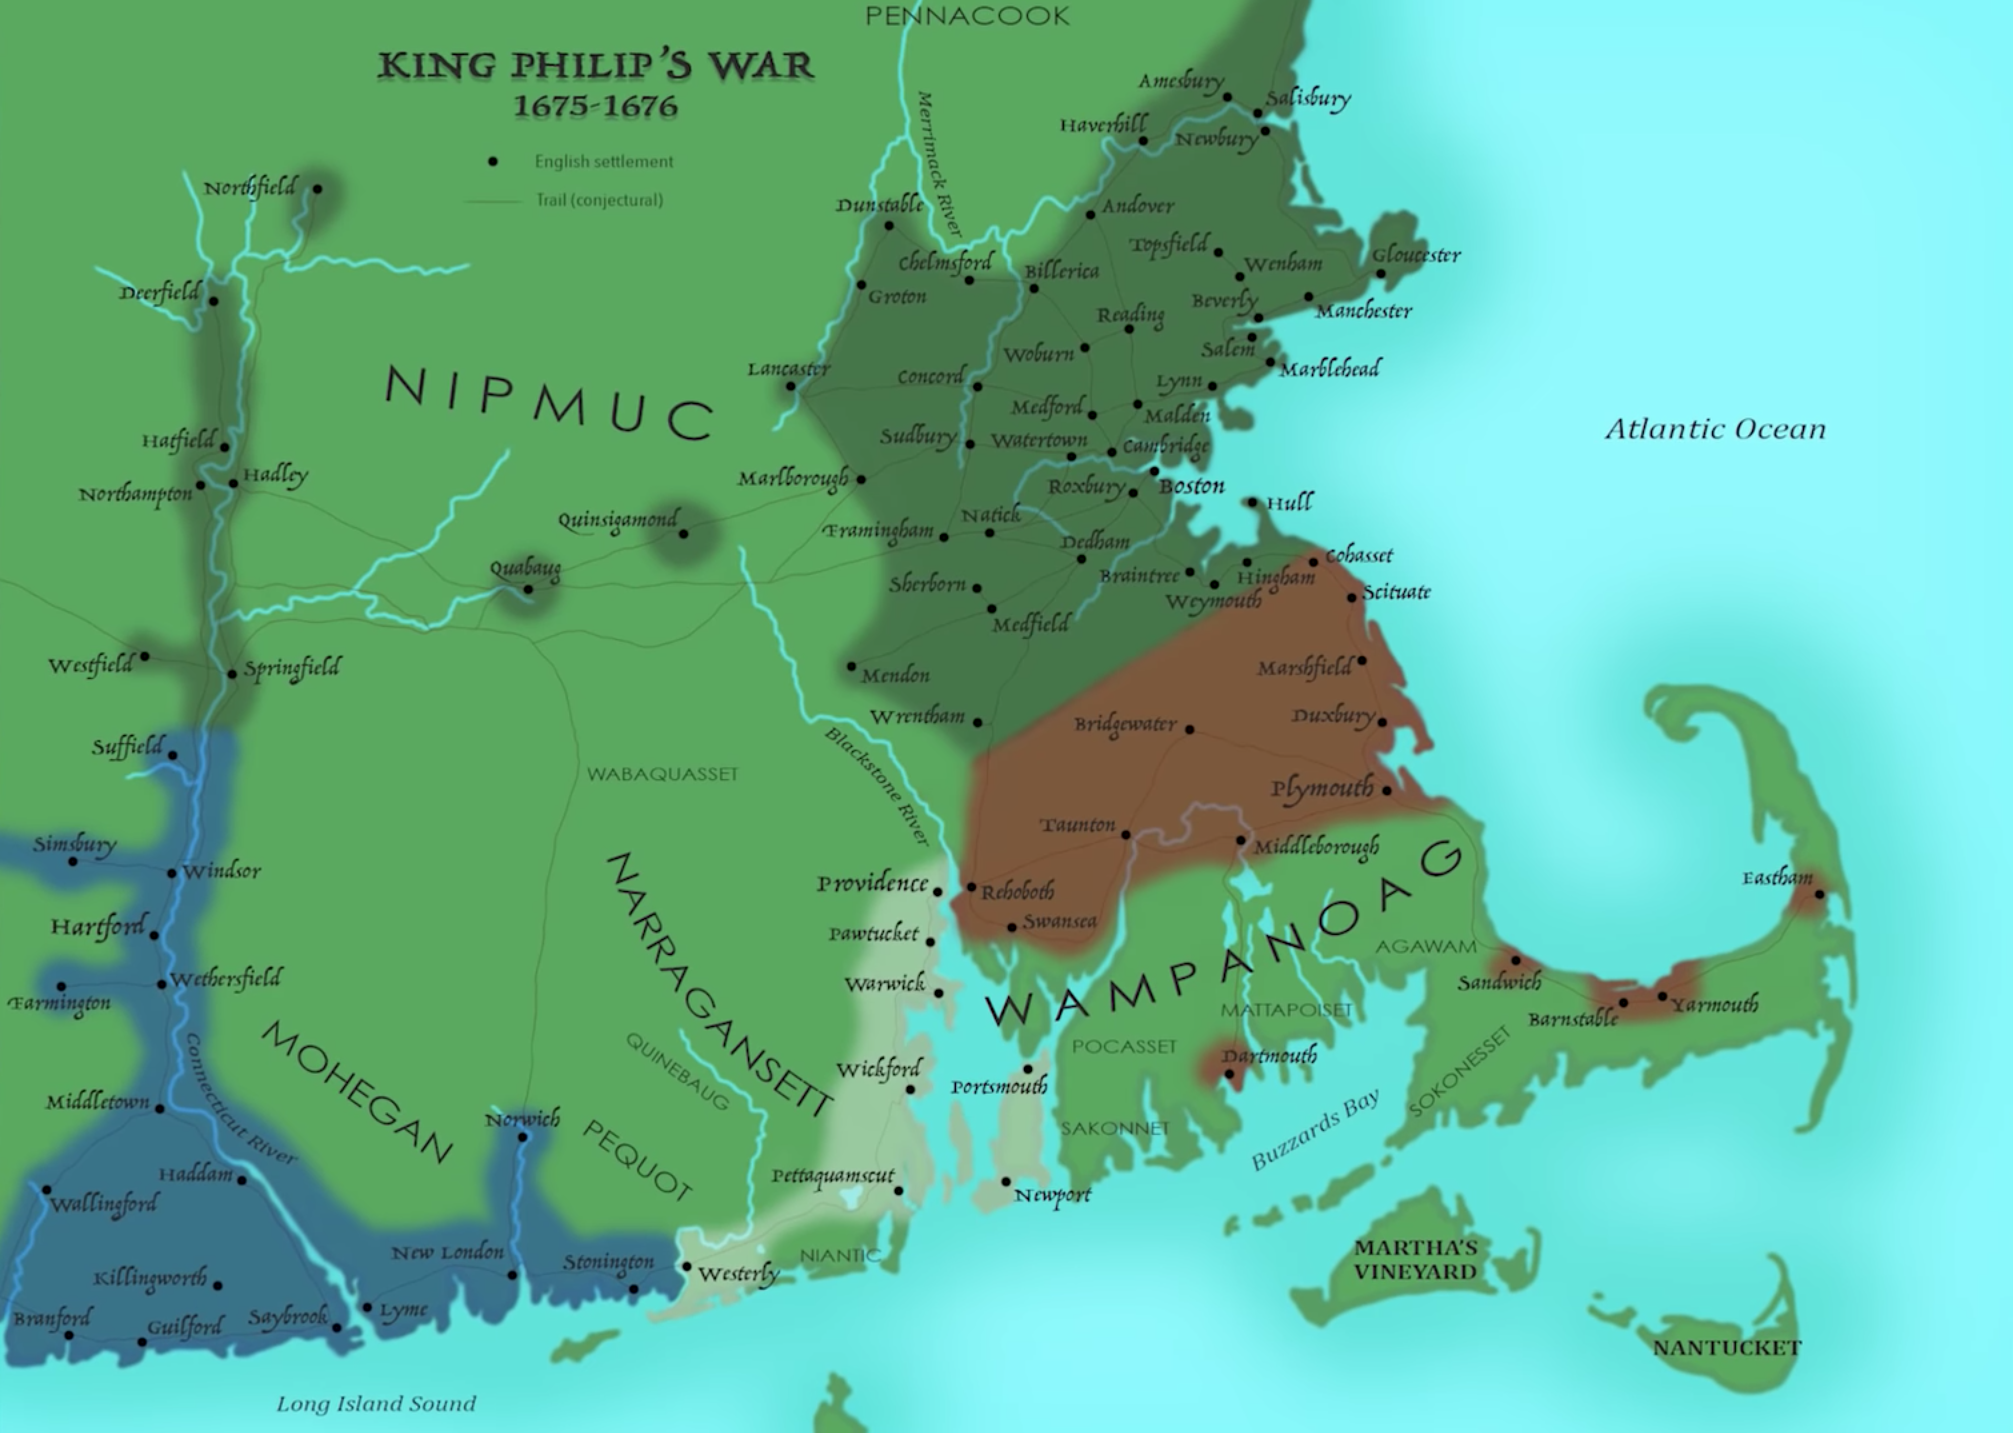 PENNACOOK
KING PHILIP'S WAR
1675-1676
English settlement
Trail (conjectural)
Merrimack River
Amesbury
Salisbury
Haverhill
Newbury
Northfield
Dunstable
Andover
Topsfield
Wenham
Gloucester
Chelmsford
Billerica
Deerfield
Groton
Beverly
Manchester
Reading
Woburn
Salem
Marblehead
NIPMUC
Lancaster
Concord
Lynn
Medford
Malden
Atlantic Ocean
Hatfield
Sudbury
Watertown
Cambridge
Hadley
Northampton
Marlborough
Roxbury
Boston
Hull
Quinsigamond
Framingham
Natick
Dedham
Cohasset
Quabaug
Sherborn
Braintree
Hingham
Weymouth
Scituate
Medfield
Westfield
Springfield
Mendon
Marshfield
Wrentham
Bridgewater
Duxbury
Suffield
Blackstone River
WABAQUASSET
Plymouth
Taunton
Middleborough
Simsbury
Windsor
NARRAGANSETT
Providence
Rehoboth
WAMPANOAG
Eastham
Hartford
Pawtucket
Swansea
AGAWAM
Wethersfield
Farmington
Warwick
Sandwich
MATTAPOISET
Barnstable
Yarmouth
MOHEGAN
Connecticut River
QUINEBAUG
POCASSET
Dartmouth
SOKONESSET
Wickford
Portsmouth
Middletown
Norwich
PEQUOT
SAKONNET
Buzzards Bay
Haddam
Pettaquamscut
Newport
Wallingford
New London
Stonington
NIANTIC
MARTHA'S
VINEYARD
Killingworth
Westerly
Branford
Guilford
Saybrook
Lyme
NANTUCKET
Long Island Sound